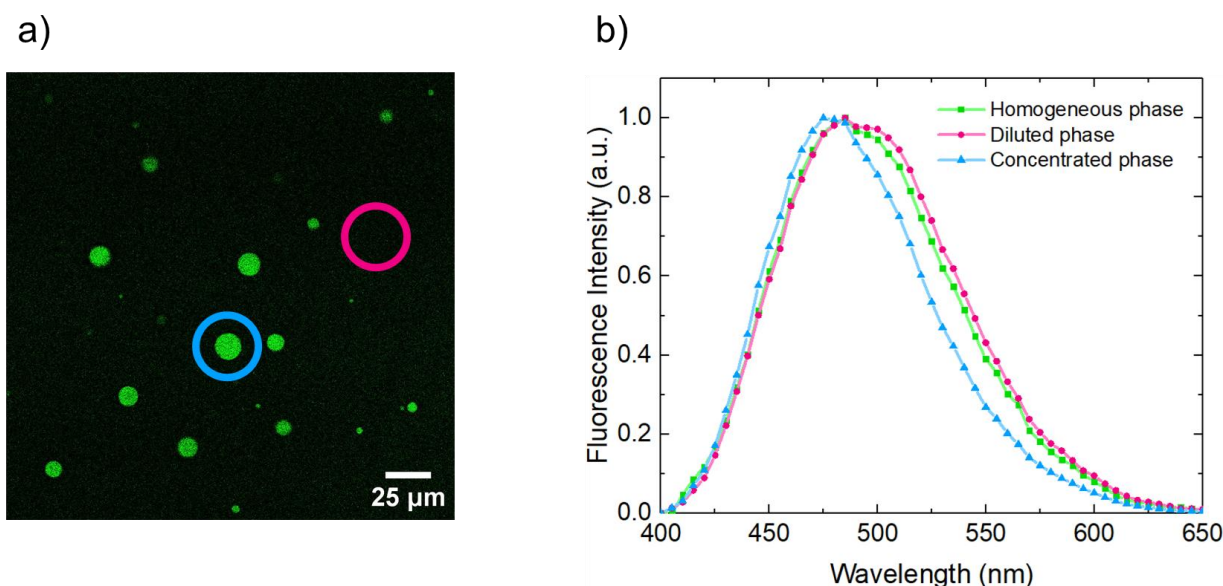 a)
b)
25 µm
Fluorescence Intensity (a.u.)
1.0
0.8
0.6
0.4
0.2
0.0
Homogeneous phase
Diluted phase
Concentrated phase
400
450
500
550
600
650
Wavelength (nm)